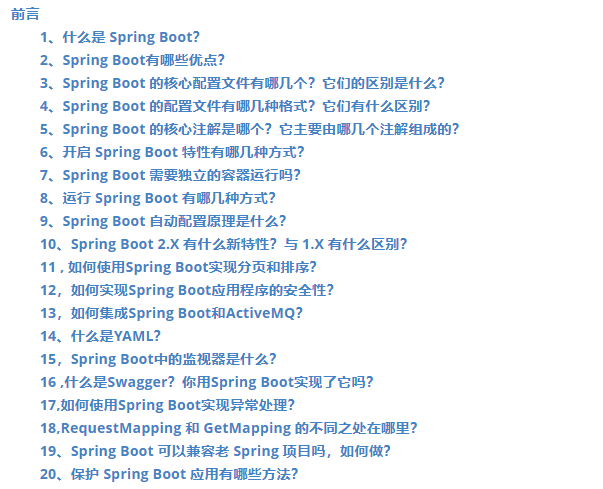 前言
1、什么是 Spring Boot？
2、Spring Boot有哪些优点？
3、Spring Boot 的核心配置文件有哪几个？它们的区别是什么？
4、Spring Boot 的配置文件有哪几种格式？它们有什么区别？
5、Spring Boot 的核心注解是哪个？它主要由哪几个注解组成的？
6、开启 Spring Boot 特性有哪几种方式？
7、Spring Boot 需要独立的容器运行吗？
8、运行 Spring Boot 有哪几种方式？
9、Spring Boot 自动配置原理是什么？
10、Spring Boot 2.X 有什么新特性？与 1.X 有什么区别？
11 , 如何使用Spring Boot实现分页和排序？
12，如何实现Spring Boot应用程序的安全性？
13，如何集成Spring Boot和ActiveMQ？
14、什么是YAML？
15，Spring Boot中的监视器是什么？
16 ,什么是Swagger？你用Spring Boot实现了它吗？
17,如何使用Spring Boot实现异常处理？
18,RequestMapping 和 GetMapping 的不同之处在哪里？
19、Spring Boot 可以兼容老 Spring 项目吗，如何做？
20、保护 Spring Boot 应用有哪些方法？